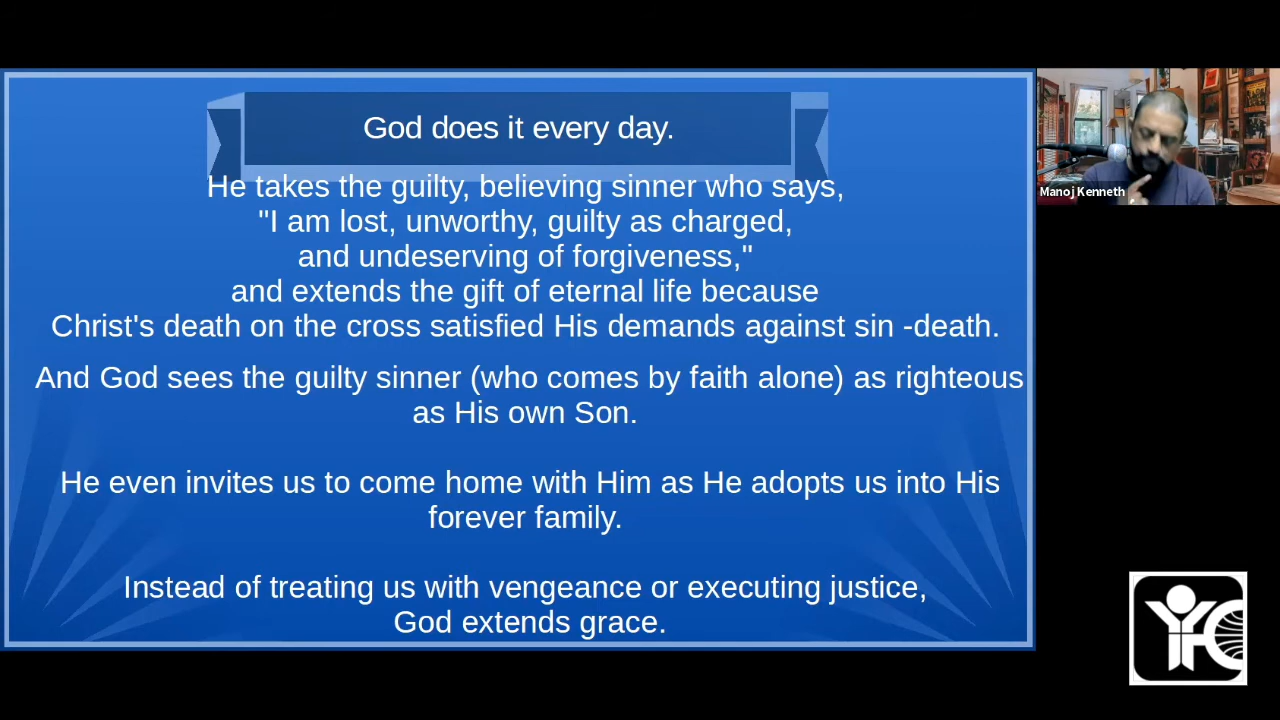 God does it every day.
He takes the guilty, believing sinner who says,
"I am lost, unworthy, guilty as charged,
and undeserving of forgiveness,"
and extends the gift of eternal life because
Christ's death on the cross satisfied His demands against sin -death.
And God sees the guilty sinner (who comes by faith alone) as righteous
as His own Son.
He even invites us to come home with Him as He adopts us into His
forever family.
Instead of treating us with vengeance or executing justice,
God extends grace.
Manoj Kenneth
YFC